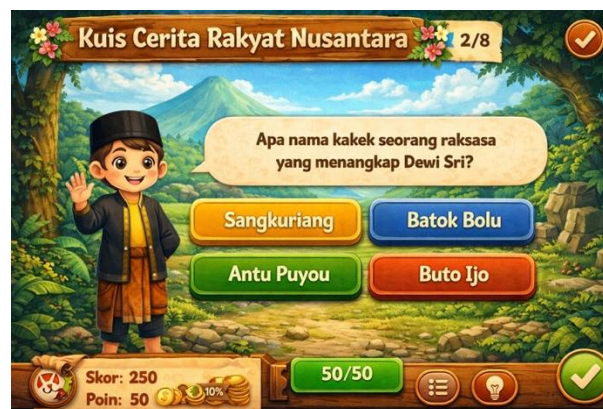 Kuis Cerita Rakyat Nusantara
2/8
Apa nama kakek seorang raksasa
yang menangkap Dewi Sri?
Sangkuriang
Batok Bolu
Antu Puyou
Buto Ijo
Skor: 250
Poin: 50
10%
50/50